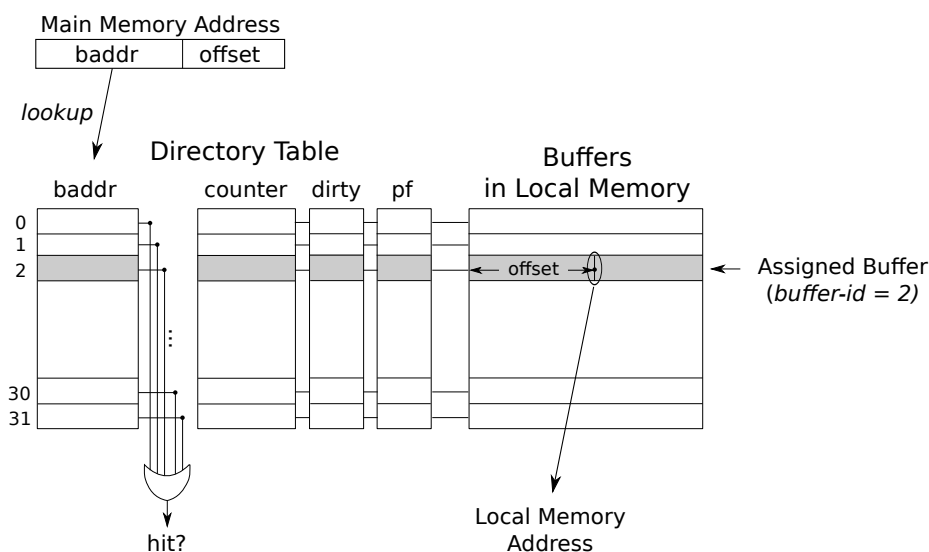 Main Memory Address
baddr offset
lookup
Directory Table
Buffers
in Local Memory
baddr counter dirty pf
0
1
2
offset
Assigned Buffer
(buffer-id = 2)
...
30
31
hit?
Local Memory
Address